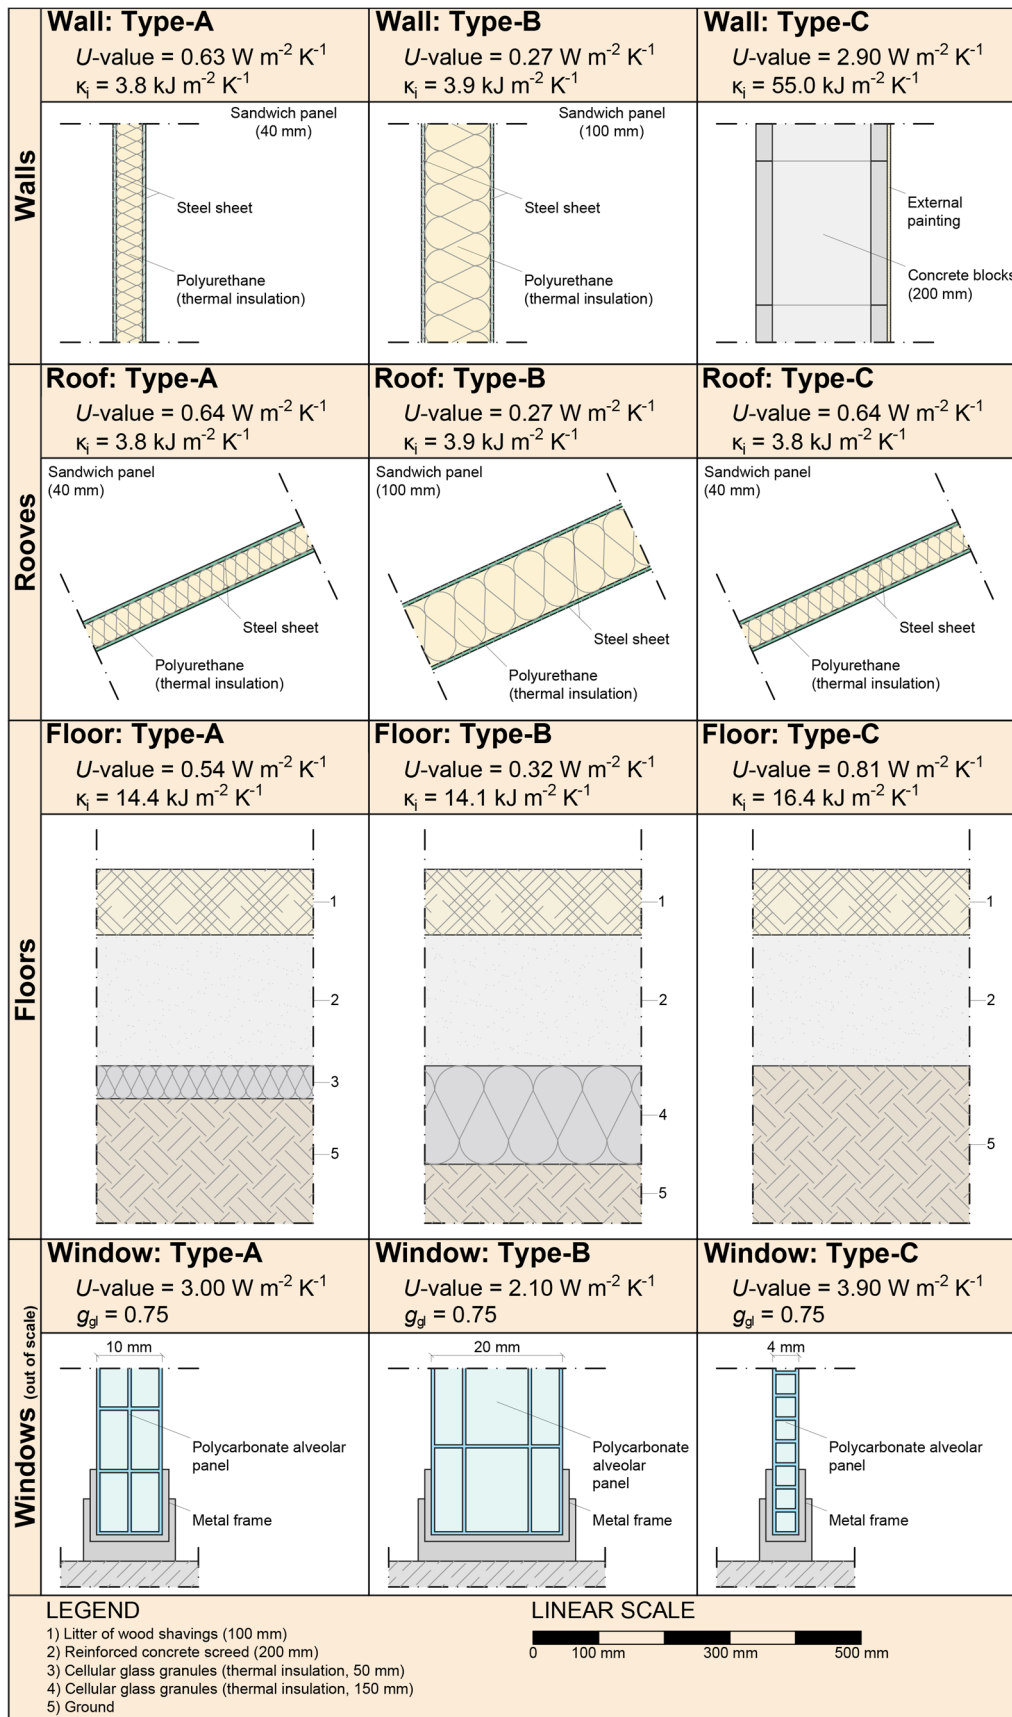 Walls
Wall: Type-A
U-value = 0.63 W m-2 K-1
κi = 3.8 kJ m-2 K-1
Wall: Type-B
U-value = 0.27 W m-2 K-1
κi = 3.9 kJ m-2 K-1
Wall: Type-C
U-value = 2.90 W m-2 K-1
κi = 55.0 kJ m-2 K-1
Sandwich panel
(40 mm)
Steel sheet
Polyurethane
(thermal insulation)
Sandwich panel
(100 mm)
Steel sheet
Polyurethane
(thermal insulation)
External
painting
Concrete blocks
(200 mm)
Rooves
Roof: Type-A
U-value = 0.64 W m-2 K-1
κi = 3.8 kJ m-2 K-1
Roof: Type-B
U-value = 0.27 W m-2 K-1
κi = 3.9 kJ m-2 K-1
Roof: Type-C
U-value = 0.64 W m-2 K-1
κi = 3.8 kJ m-2 K-1
Sandwich panel
(40 mm)
Steel sheet
Polyurethane
(thermal insulation)
Sandwich panel
(100 mm)
Steel sheet
Polyurethane
(thermal insulation)
Sandwich panel
(40 mm)
Steel sheet
Polyurethane
(thermal insulation)
Floors
Floor: Type-A
U-value = 0.54 W m-2 K-1
κi = 14.4 kJ m-2 K-1
Floor: Type-B
U-value = 0.32 W m-2 K-1
κi = 14.1 kJ m-2 K-1
Floor: Type-C
U-value = 0.81 W m-2 K-1
κi = 16.4 kJ m-2 K-1
1
2
3
5
1
2
4
5
1
2
5
Windows (out of scale)
Window: Type-A
U-value = 3.00 W m-2 K-1
ggl = 0.75
Window: Type-B
U-value = 2.10 W m-2 K-1
ggl = 0.75
Window: Type-C
U-value = 3.90 W m-2 K-1
ggl = 0.75
10 mm
Polycarbonate alveolar
panel
Metal frame
20 mm
Polycarbonate
alveolar
panel
Metal frame
4 mm
Polycarbonate alveolar
panel
Metal frame
LEGEND
1) Litter of wood shavings (100 mm)
2) Reinforced concrete screed (200 mm)
3) Cellular glass granules (thermal insulation, 50 mm)
4) Cellular glass granules (thermal insulation, 150 mm)
5) Ground
LINEAR SCALE
0 100 mm 300 mm 500 mm